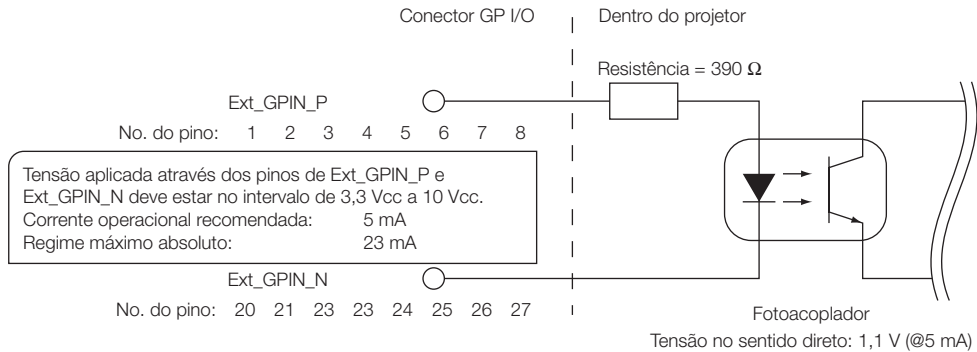 Conector GP I/O
Dentro do projetor
Resistência = 390 Ω
Ext_GPIN_P
No. do pino: 1 2 3 4 5 6 7 8
Tensão aplicada através dos pinos de Ext_GPIN_P e
Ext_GPIN_N deve estar no intervalo de 3,3 Vcc a 10 Vcc.
Corrente operacional recomendada: 5 mA
Regime máximo absoluto: 23 mA
Ext_GPIN_N
No. do pino: 20 21 23 23 24 25 26 27
Fotoacoplador
Tensão no sentido direto: 1,1 V (@5 mA)